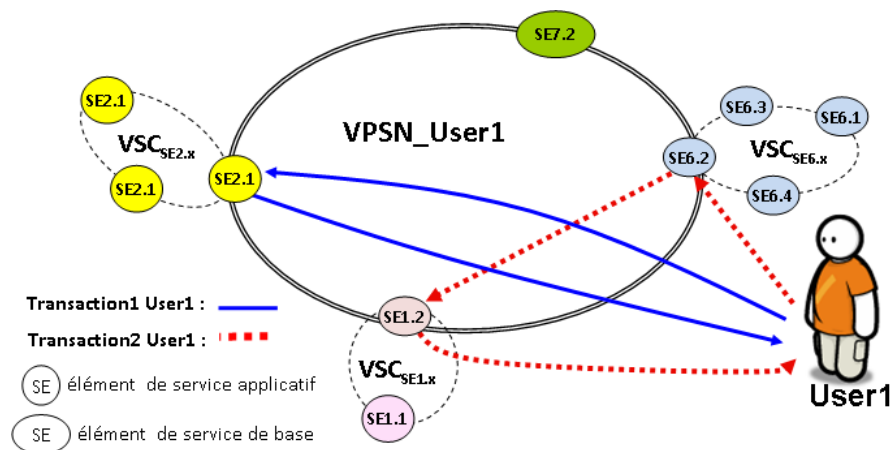 SE7.2
SE2.1
VSCSE2.x
SE2.1
SE2.1
VPSN_User1
SE6.3
SE6.1
VSCSE6.x
SE6.2
SE6.4
Transaction1 User1 :
Transaction2 User1 :
SE1.2
VSCSE1.x
SE1.1
User1
SE élément de service applicatif
SE élément de service de base